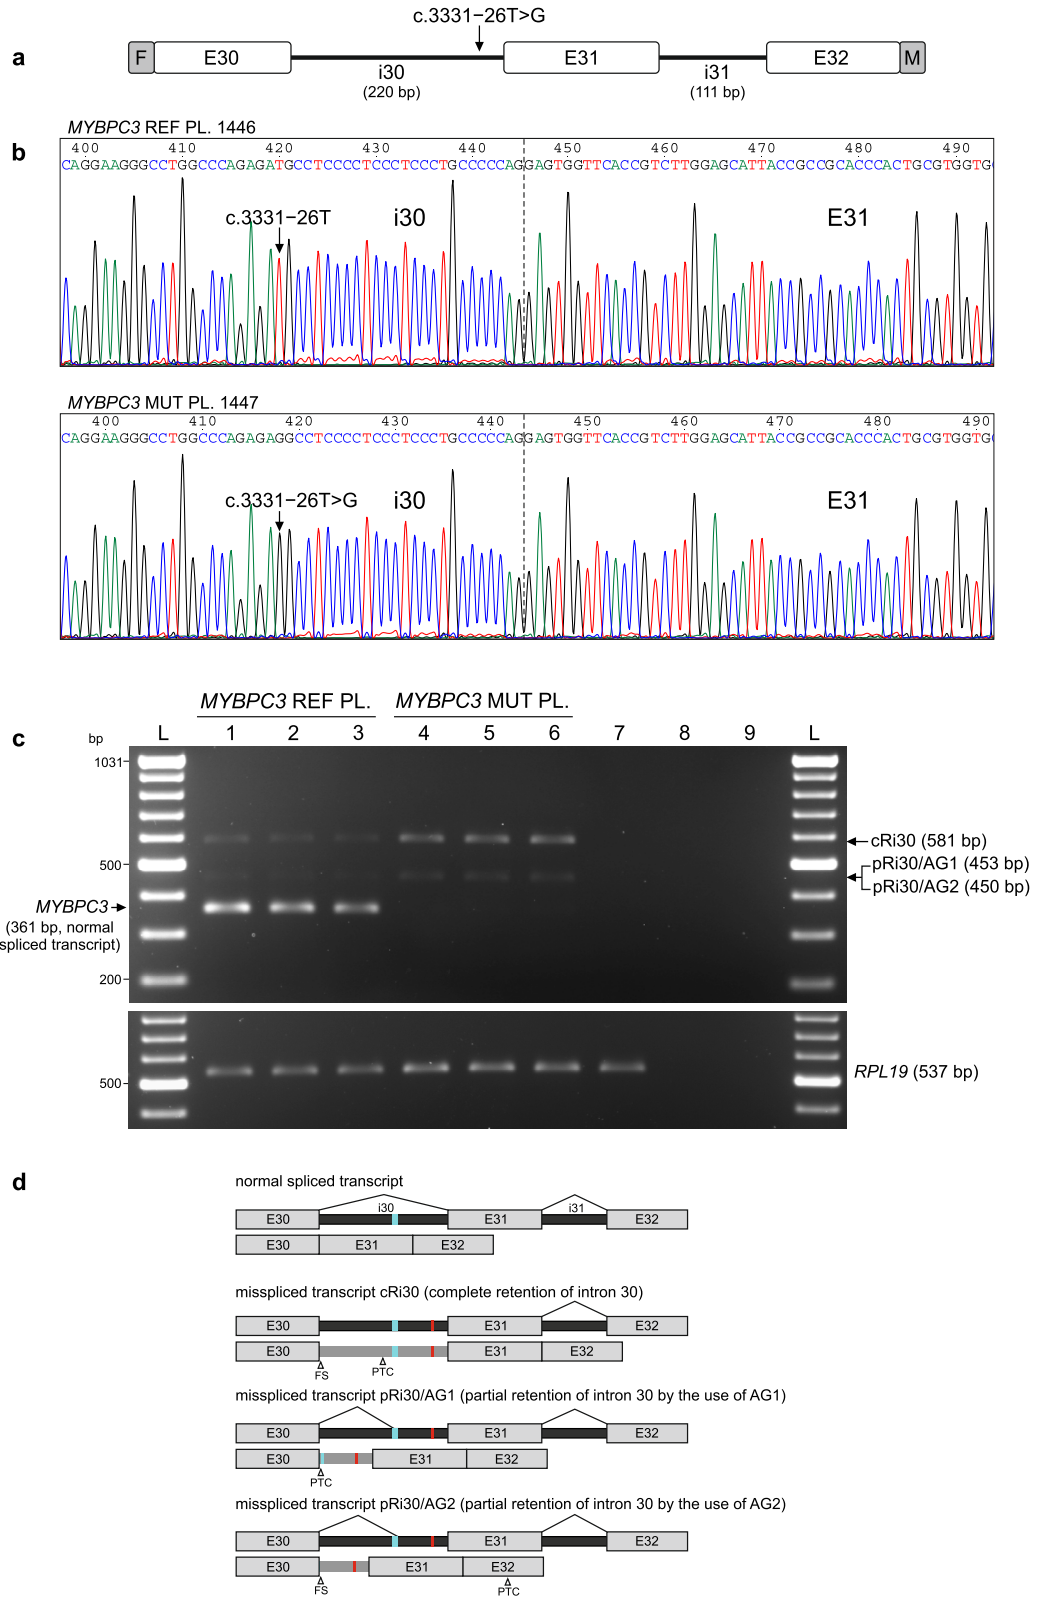 a
c.3331−26T>G
F E30 E31 E32 M
i30 i31
(220 bp) (111 bp)
b
MYBPC3 REF PL. 1446
400 410 420 430 440 450 460 470 480 490
CAGGAAGGGCCTGGCCCAGAGATGCCTCCCCTCCCTCCCTGCCCCCAGGAGTGGTTCACCGTCTTGGAGCATTACCGCCGCACCCACTGCGTGGTG
c.3331−26T i30 E31
MYBPC3 MUT PL. 1447
400 410 420 430 440 450 460 470 480 490
CAGGAAGGGCCTGGCCCAGAGAGGCCTCCCCTCCCTCCCTGCCCCCAGGAGTGGTTCACCGTCTTGGAGCATTACCGCCGCACCCACTGCGTGGTG
c.3331−26T>G i30 E31
c
MYBPC3 REF PL. MYBPC3 MUT PL.
bp L 1 2 3 4 5 6 7 8 9 L
1031
cRi30 (581 bp)
500
pRi30/AG1 (453 bp)
pRi30/AG2 (450 bp)
MYBPC3
(361 bp, normal
spliced transcript)
200
RPL19 (537 bp)
500
d
normal spliced transcript
i30 i31
E30 E31 E32
E30 E31 E32
misspliced transcript cRi30 (complete retention of intron 30)
E30 E31 E32
E30 E31 E32
FS PTC
misspliced transcript pRi30/AG1 (partial retention of intron 30 by the use of AG1)
E30 E31 E32
E30 E31 E32
PTC
misspliced transcript pRi30/AG2 (partial retention of intron 30 by the use of AG2)
E30 E31 E32
E30 E31 E32
FS PTC